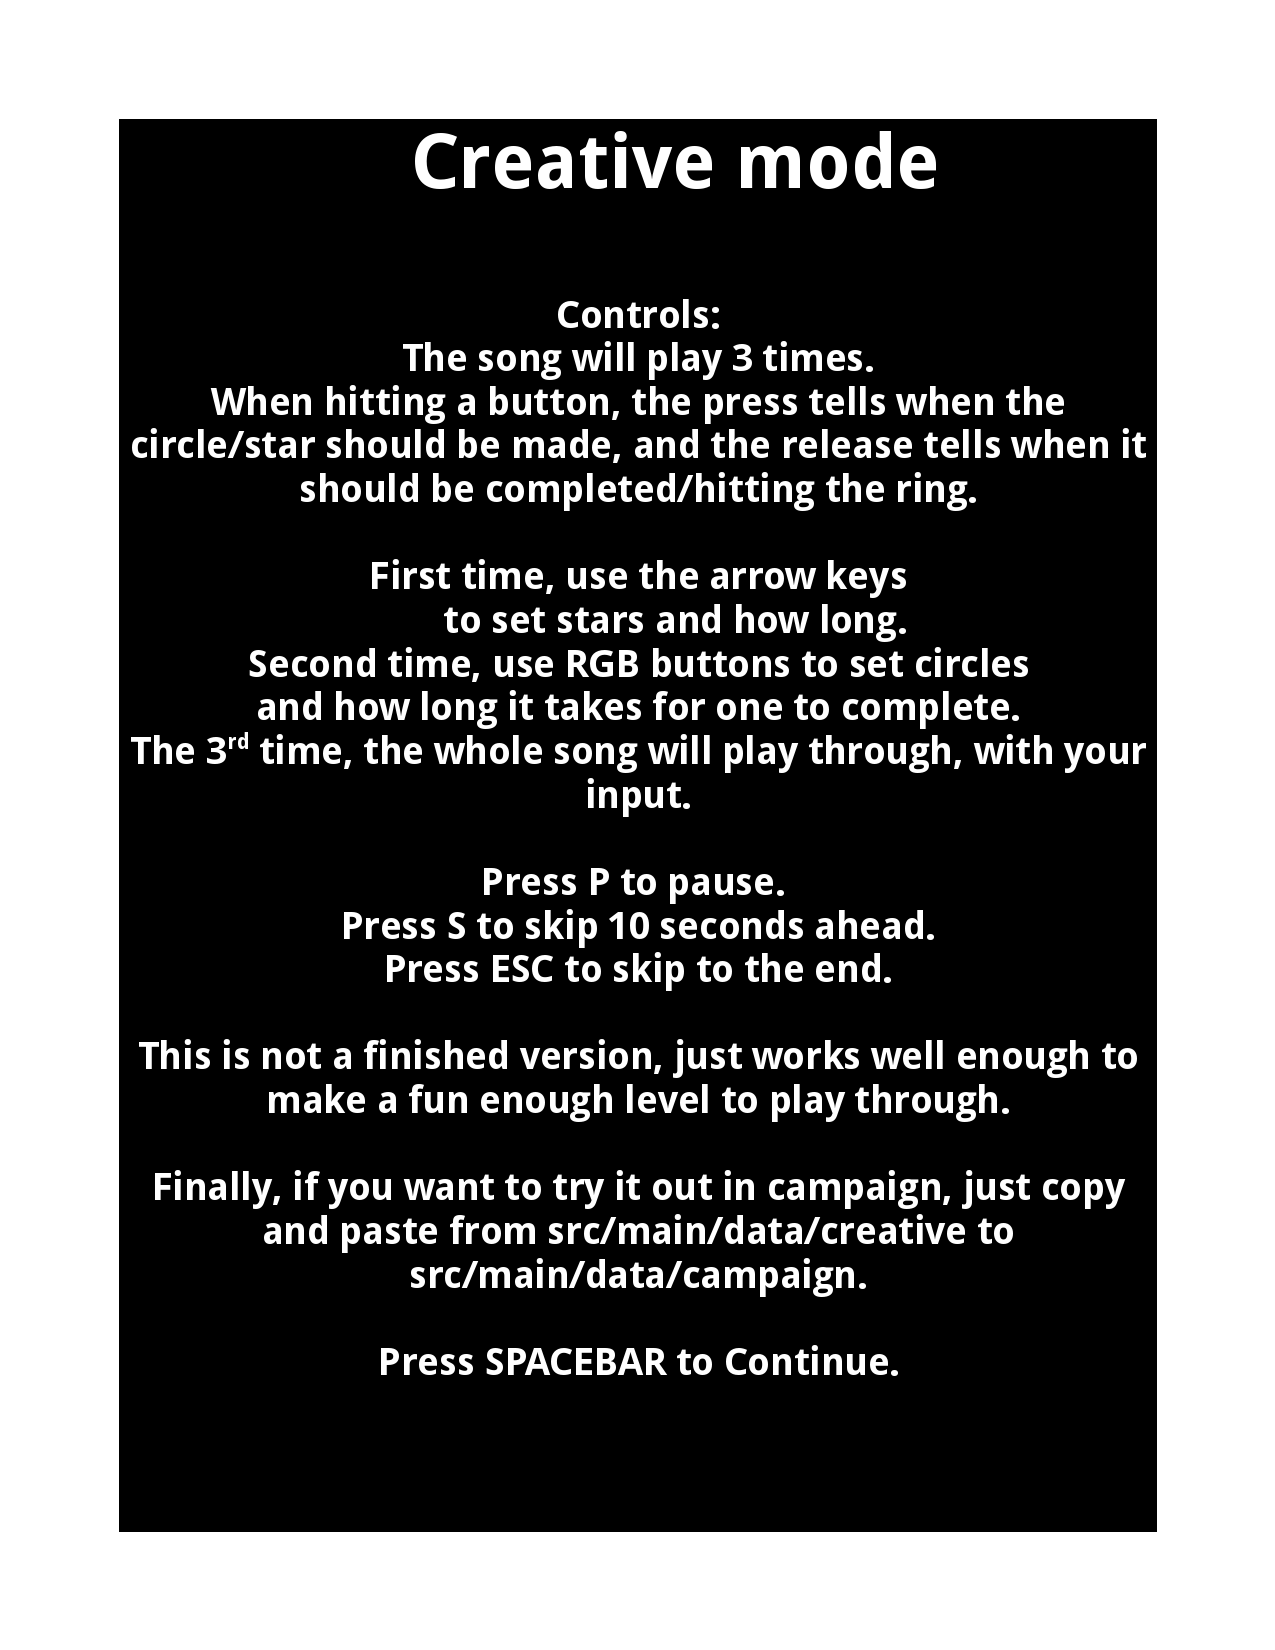 Creative mode
Controls:
The song will play 3 times.
When hitting a button, the press tells when the
circle/star should be made, and the release tells when it
should be completed/hitting the ring.
First time, use the arrow keys
to set stars and how long.
Second time, use RGB buttons to set circles
and how long it takes for one to complete.
The 3rd time, the whole song will play through, with your
input.
Press P to pause.
Press S to skip 10 seconds ahead.
Press ESC to skip to the end.
This is not a finished version, just works well enough to
make a fun enough level to play through.
Finally, if you want to try it out in campaign, just copy
and paste from src/main/data/creative to
src/main/data/campaign.
Press SPACEBAR to Continue.